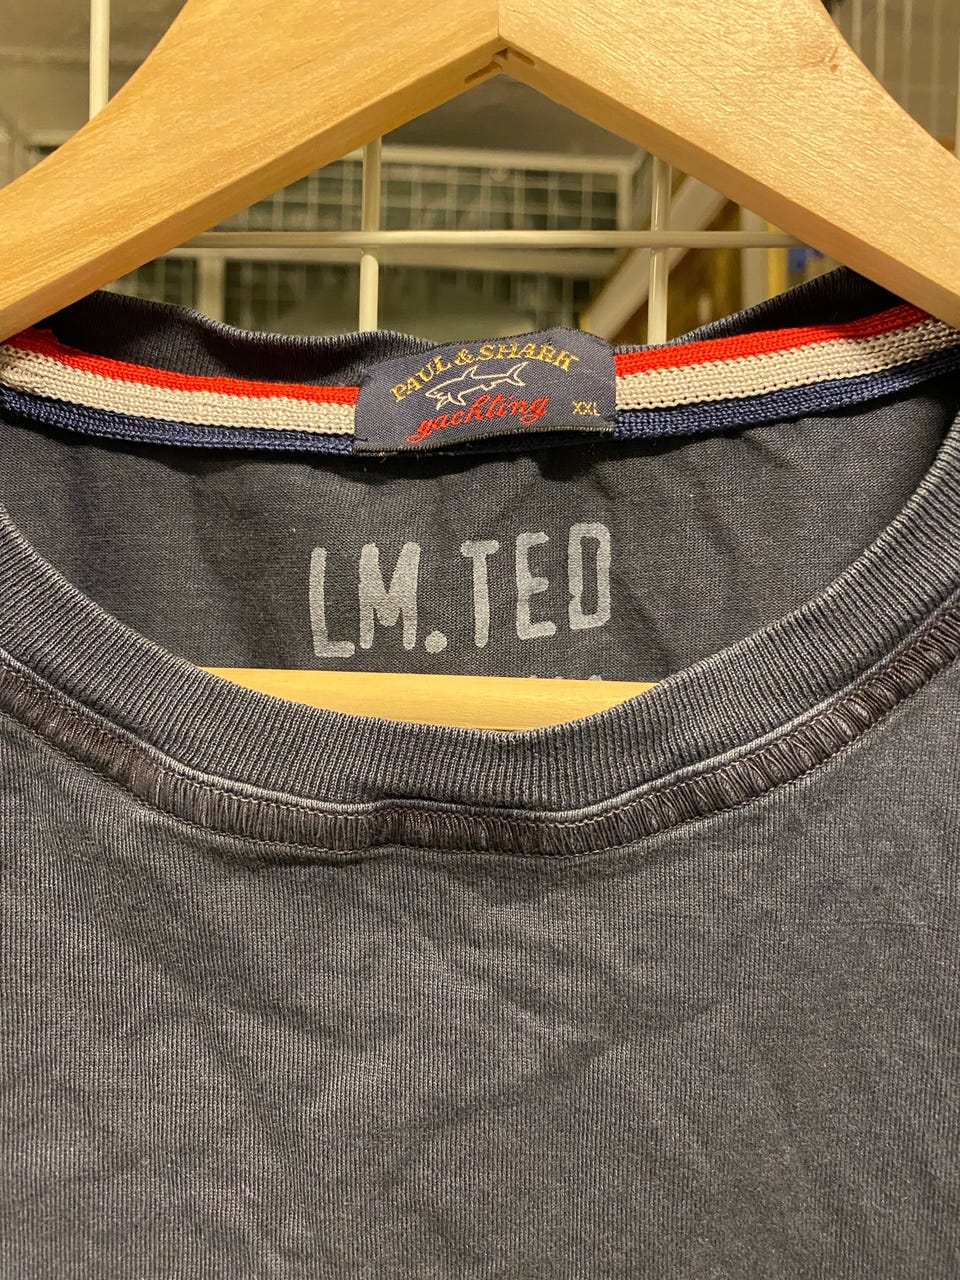 PAUL & SHARK
yachting
XXL
LM.TED